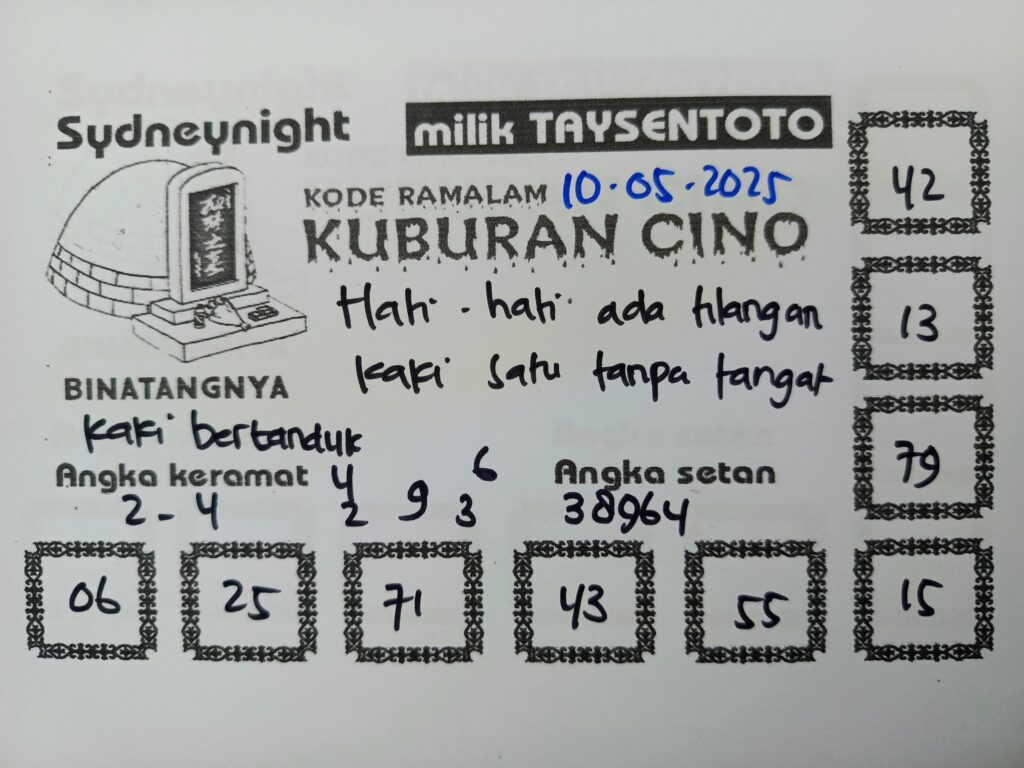 Sydneynight
milik TAYSENTOTO
KODE RAMALAM 10.05.2025
KUBURAN CINO
Hati-hati ada tilangan
kaki satu tanpa tangat
BINATANGNYA
kaki bertanduk
Angka keramat
2-4
4 6
2 9 3
Angka setan
38964
42
13
79
06 25 71 43 55 15